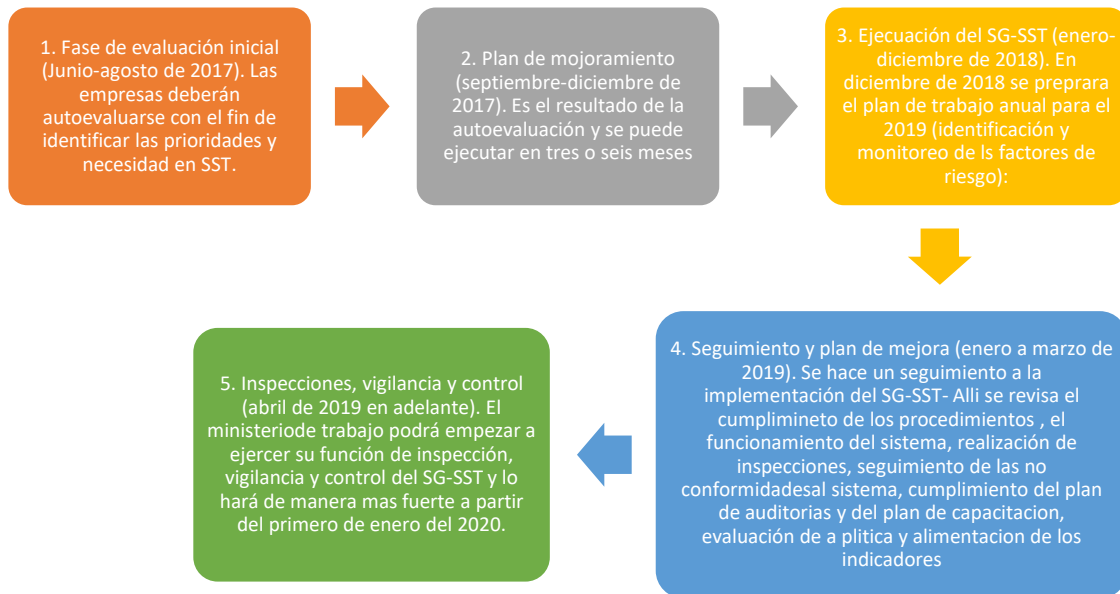 1. Fase de evaluación inicial
(Junio-agosto de 2017). Las
empresas deberán
autoevaluarse con el fin de
identificar las prioridades y
necesidad en SST.
2. Plan de mojoramiento
(septiembre-diciembre de
2017). Es el resultado de la
autoevaluación y se puede
ejecutar en tres o seis meses
3. Ejecuación del SG-SST (enero-
diciembre de 2018). En
diciembre de 2018 se preprara
el plan de trabajo anual para el
2019 (identificación y
monitoreo de ls factores de
riesgo):
4. Seguimiento y plan de mejora (enero a marzo de
2019). Se hace un seguimiento a la
implementación del SG-SST- Alli se revisa el
cumplimineto de los procedimientos , el
funcionamiento del sistema, realización de
inspecciones, seguimiento de las no
conformidadesal sistema, cumplimiento del plan
de auditorias y del plan de capacitacion,
evaluación de a plitica y alimentacion de los
indicadores
5. Inspecciones, vigilancia y control
(abril de 2019 en adelante). El
ministeriode trabajo podrá empezar a
ejercer su función de inspección,
vigilancia y control del SG-SST y lo
hará de manera mas fuerte a partir
del primero de enero del 2020.